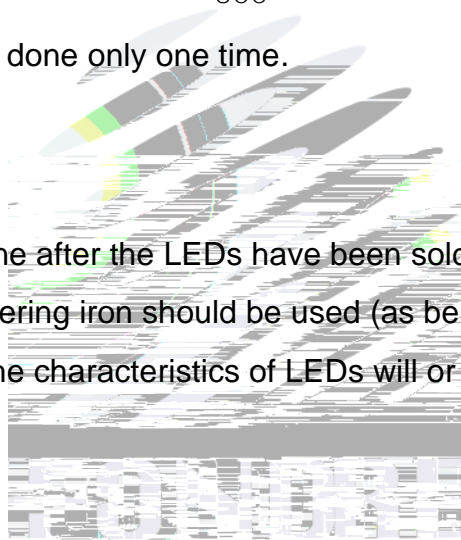 done only one time.
ne after the LEDs have been sold
ering iron should be used (as be
ne characteristics of LEDs will or